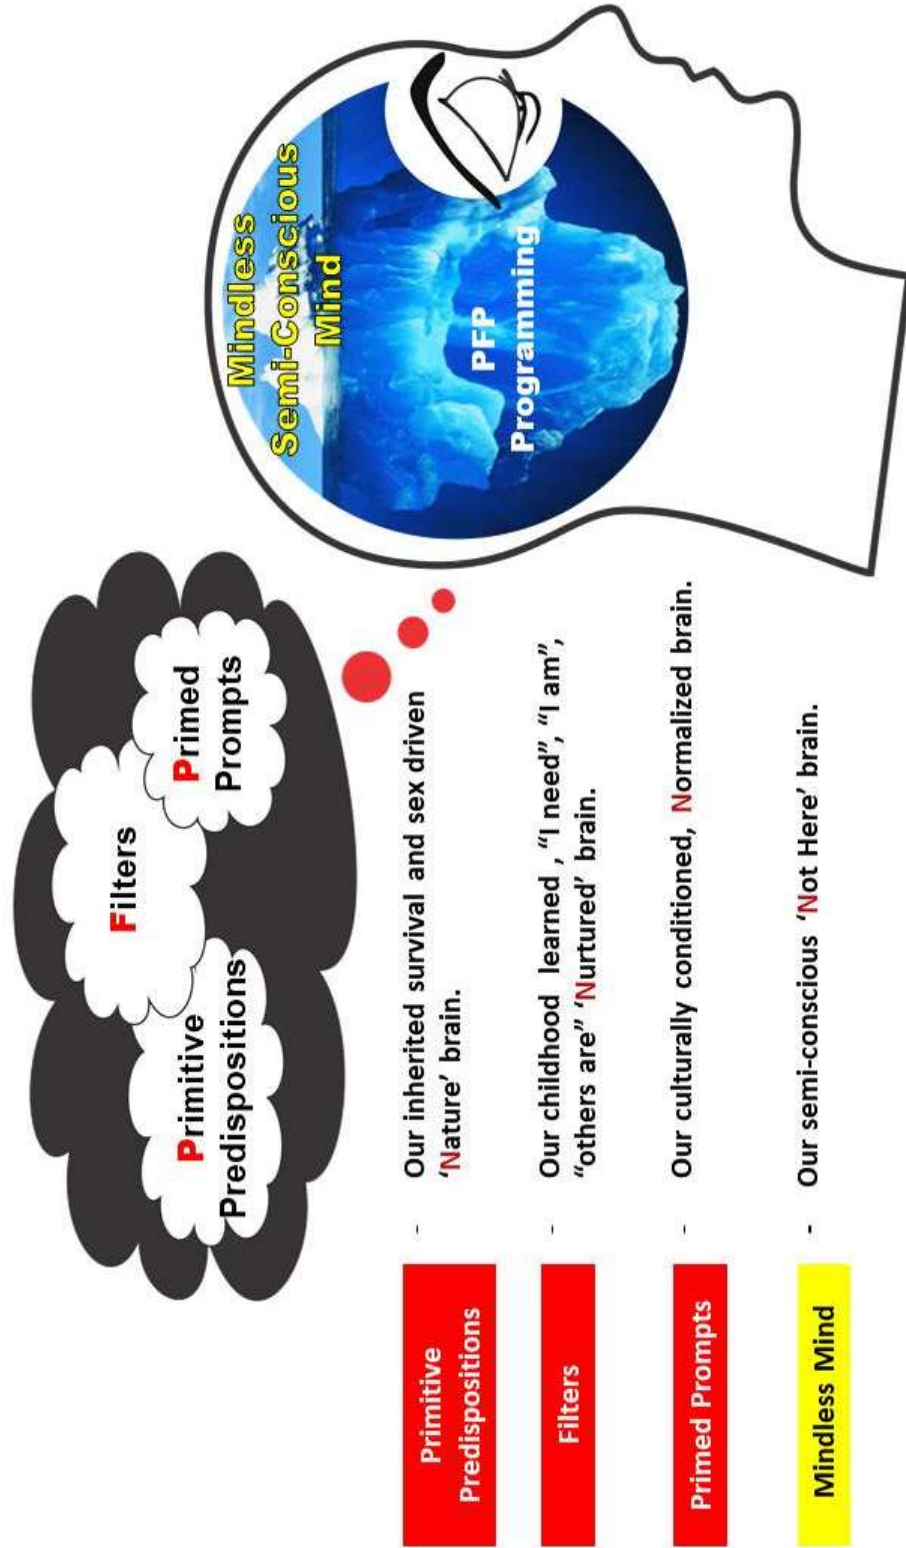 Primitive
Predispositions
Filters
Primed
Prompts
Mindless
Semi-Conscious
Mind
PFP
Programming
Primitive
Predispositions
- Our inherited survival and sex driven
‘Nature’ brain.
Filters
- Our childhood learned , “I need”, “I am”,
“others are” ‘Nurtured’ brain.
Primed Prompts
- Our culturally conditioned, Normalized brain.
Mindless Mind
- Our semi-conscious ‘Not Here’ brain.